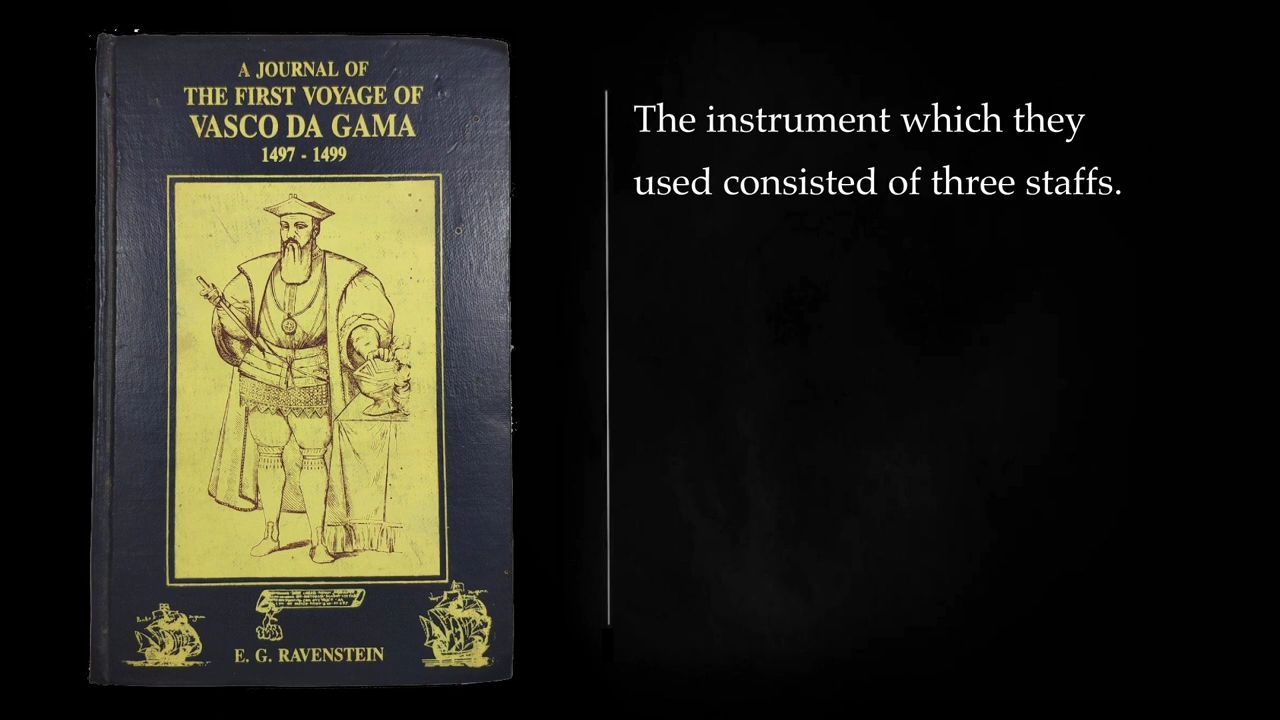 A JOURNAL OF
THE FIRST VOYAGE OF
VASCO DA GAMA
1497 - 1499
E. G. RAVENSTEIN
The instrument which they
used consisted of three staffs.